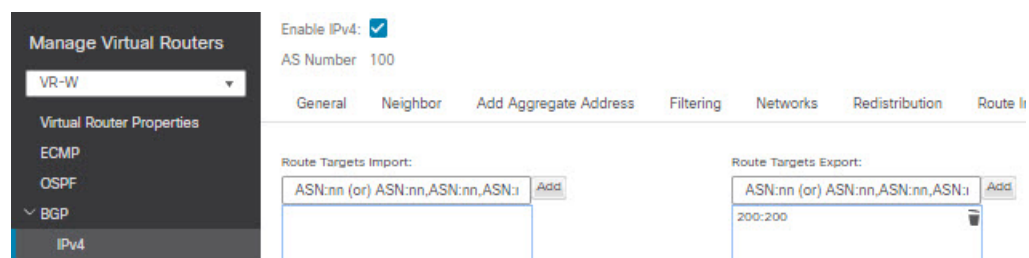 Manage Virtual Routers
VR-W
Virtual Router Properties
ECMP
OSPF
BGP
IPv4
Enable IPv4:
AS Number 100
General Neighbor Add Aggregate Address Filtering Networks Redistribution Route
Route Targets Import: Route Targets Export:
ASN:nn (or) ASN:nn,ASN:nn,ASN: Add ASN:nn (or) ASN:nn,ASN:nn,ASN: Add
200:200